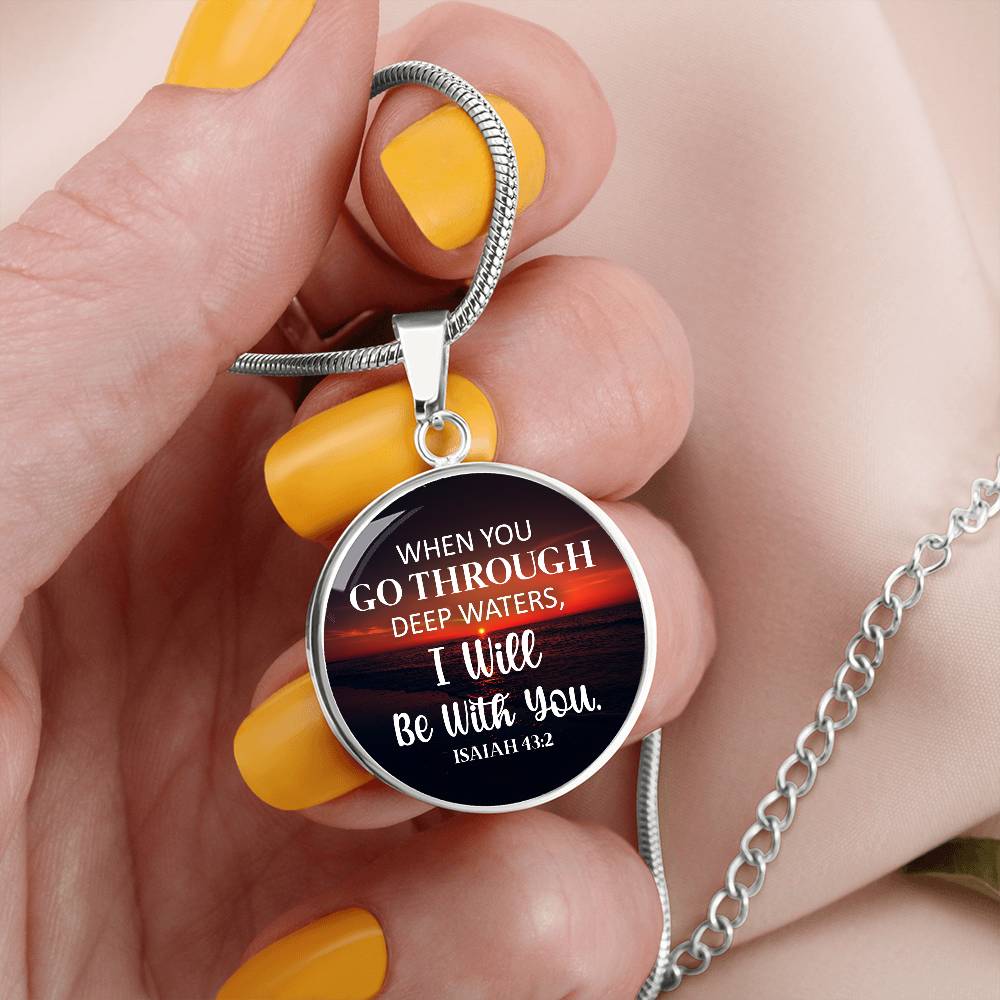 WHEN YOU
GO THROUGH
DEEP WATERS,
I Will
Be With You.
ISAIAH 43:2